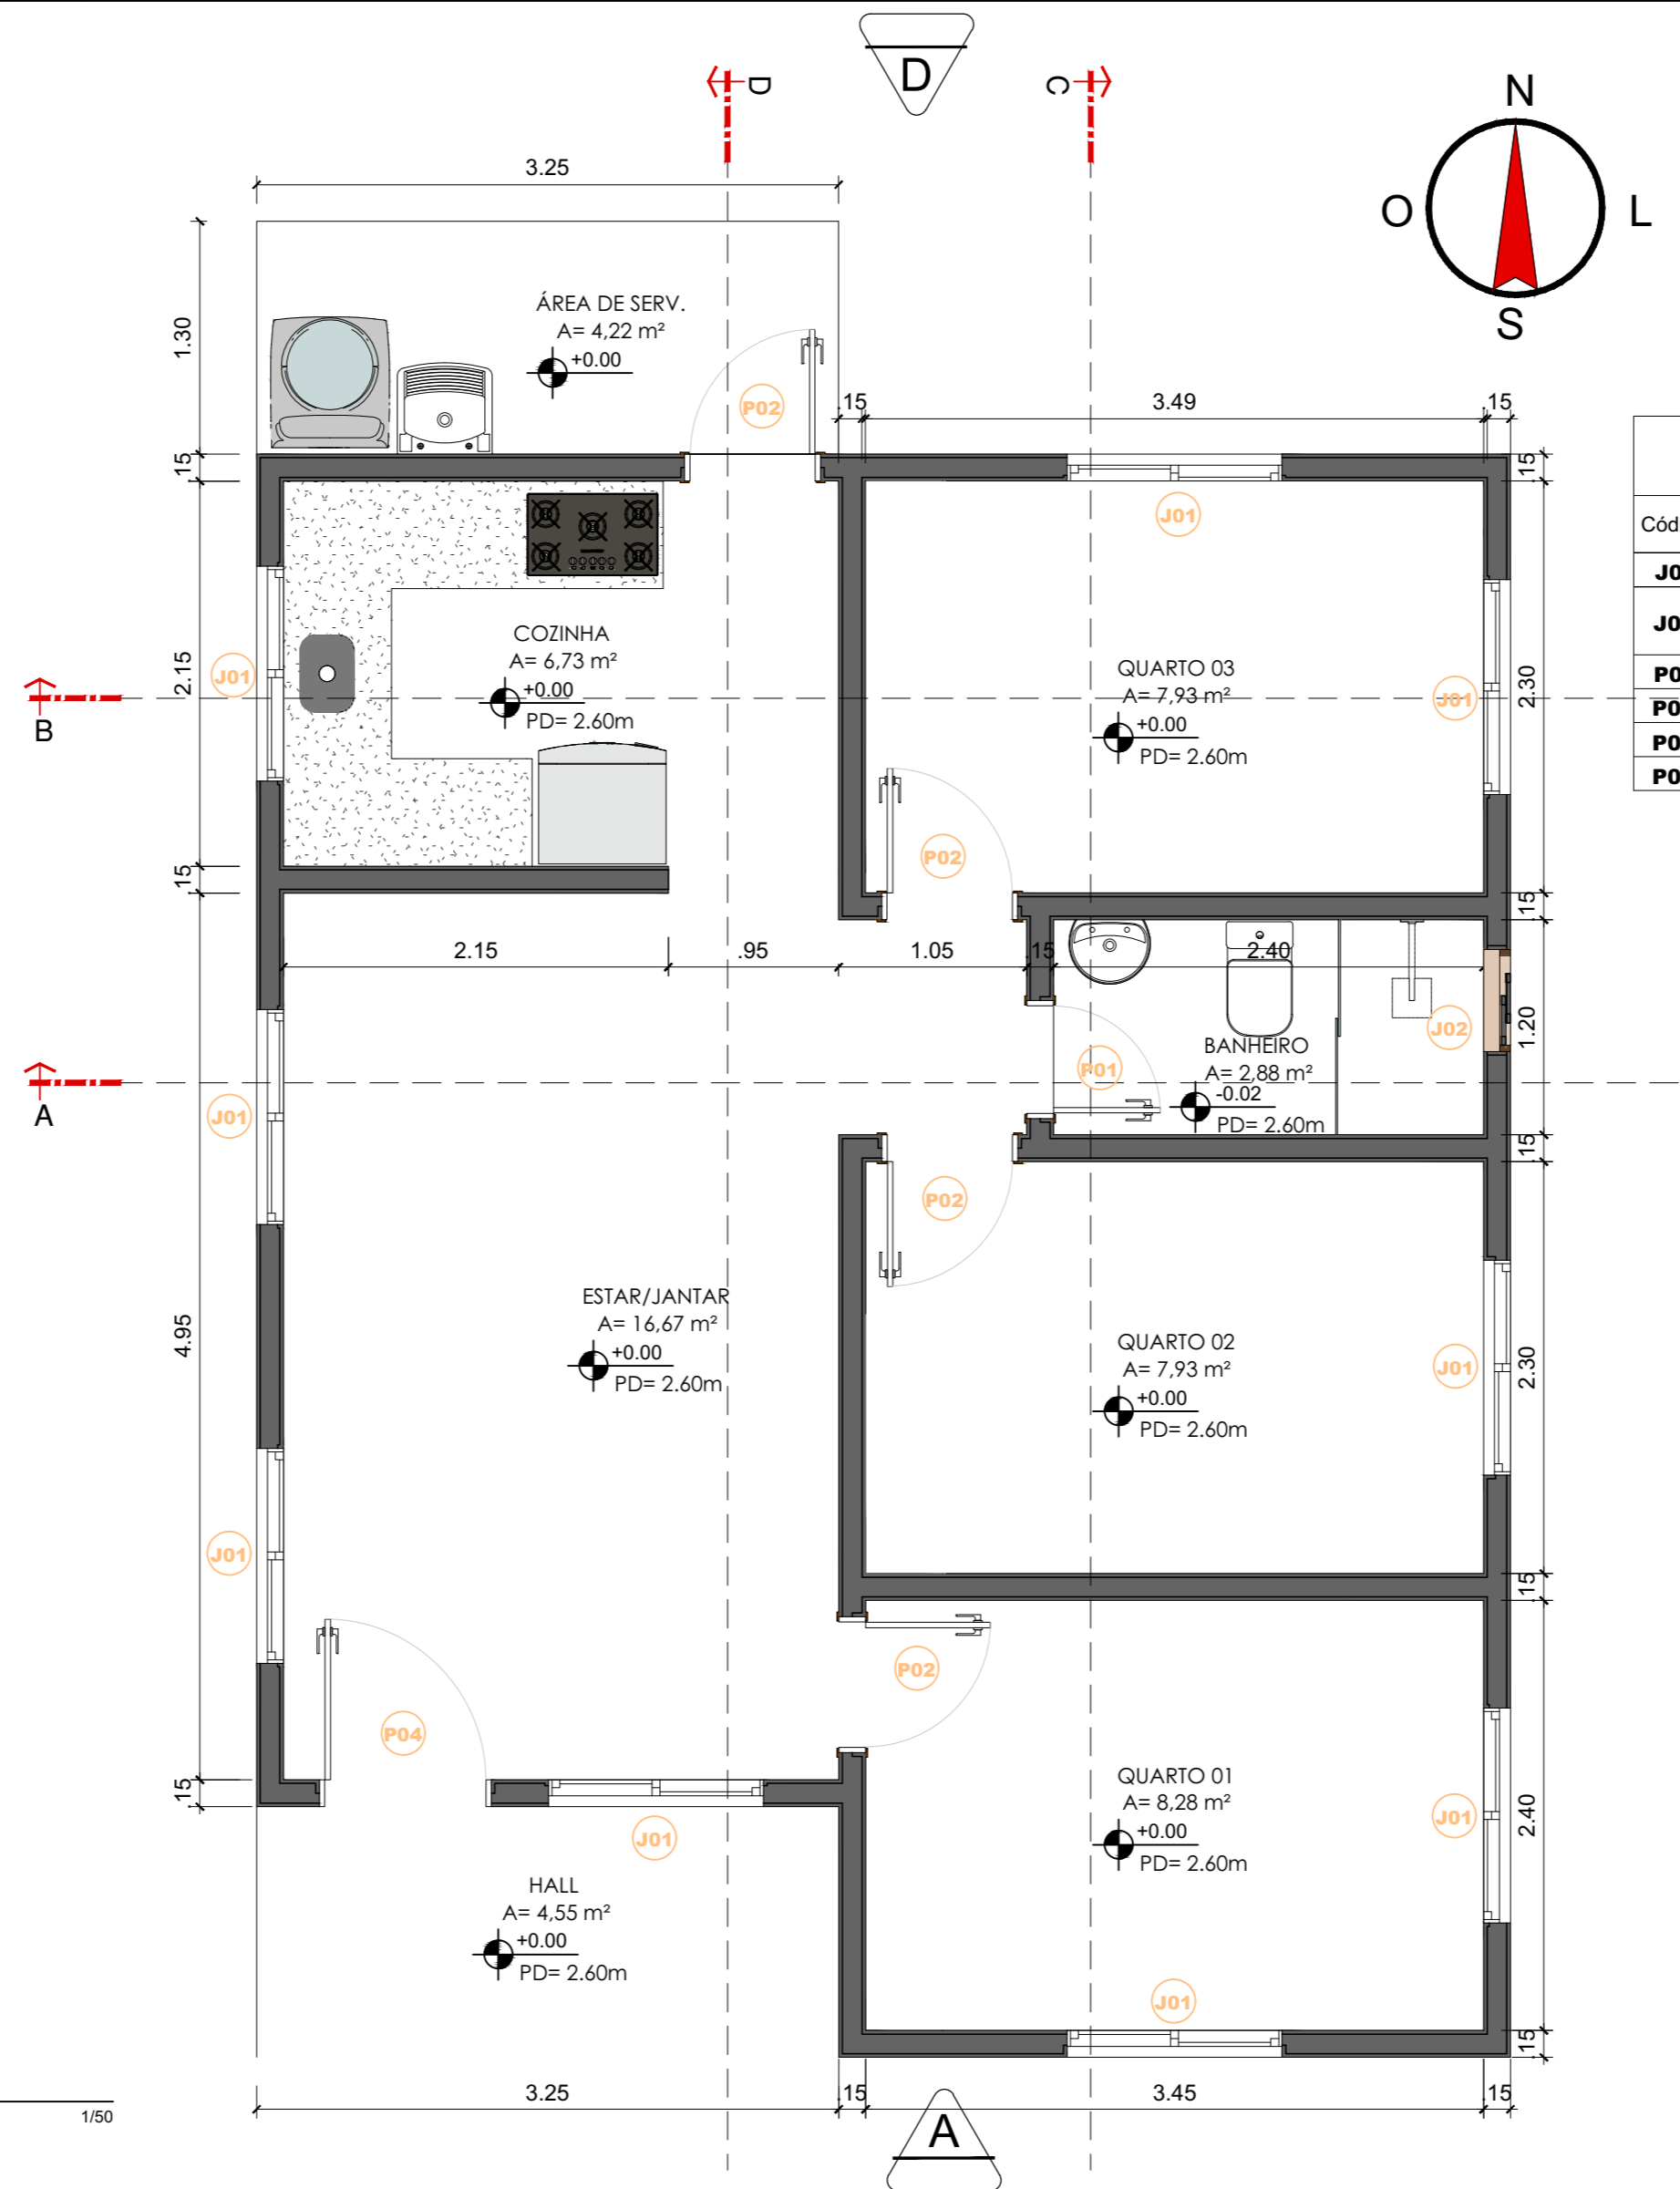 D
D
C
N
O
L
S
3.25
1.30
ÁREA DE SERV.
A= 4,22 m²
+0.00
P02
.15
3.49
.15
.15
.15
J01
Cód
J0
J0
P0
P0
P0
P0
COZINHA
A= 6,73 m²
+0.00
PD= 2.60m
J01
2.15
B
QUARTO 03
A= 7,93 m²
+0.00
PD= 2.60m
J01
2.30
P02
.15
.15
2.15
.95
1.05
.15
2.40
J02
1.20
P01
BANHEIRO
A= 2,88 m²
-0.02
PD= 2.60m
A
J01
.15
P02
4.95
ESTAR/JANTAR
A= 16,67 m²
+0.00
PD= 2.60m
QUARTO 02
A= 7,93 m²
+0.00
PD= 2.60m
J01
2.30
J01
.15
P02
P04
.15
J01
QUARTO 01
A= 8,28 m²
+0.00
PD= 2.60m
J01
2.40
HALL
A= 4,55 m²
+0.00
PD= 2.60m
J01
.15
3.25
.15
3.45
.15
1/50
A